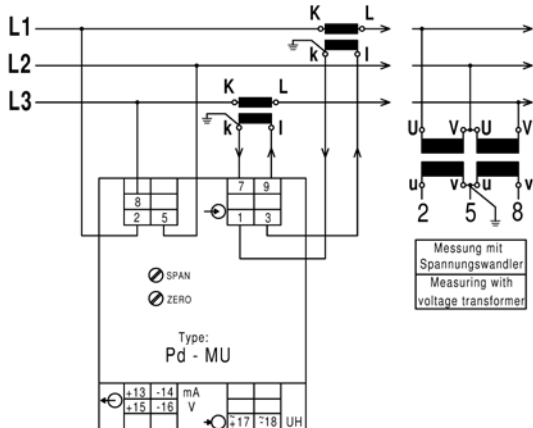 K L
L1
k l
L2
K L
L3
k l
U V U V
u v u v
2 5 8
7 9
8
2 5
1 3
SPAN
ZERO
Type:
Pd - MU
Messung mit
Spannungswandler
Measuring with
voltage transformer
+13 -14 mA
+15 -16 V
~+17 ~-18 UH